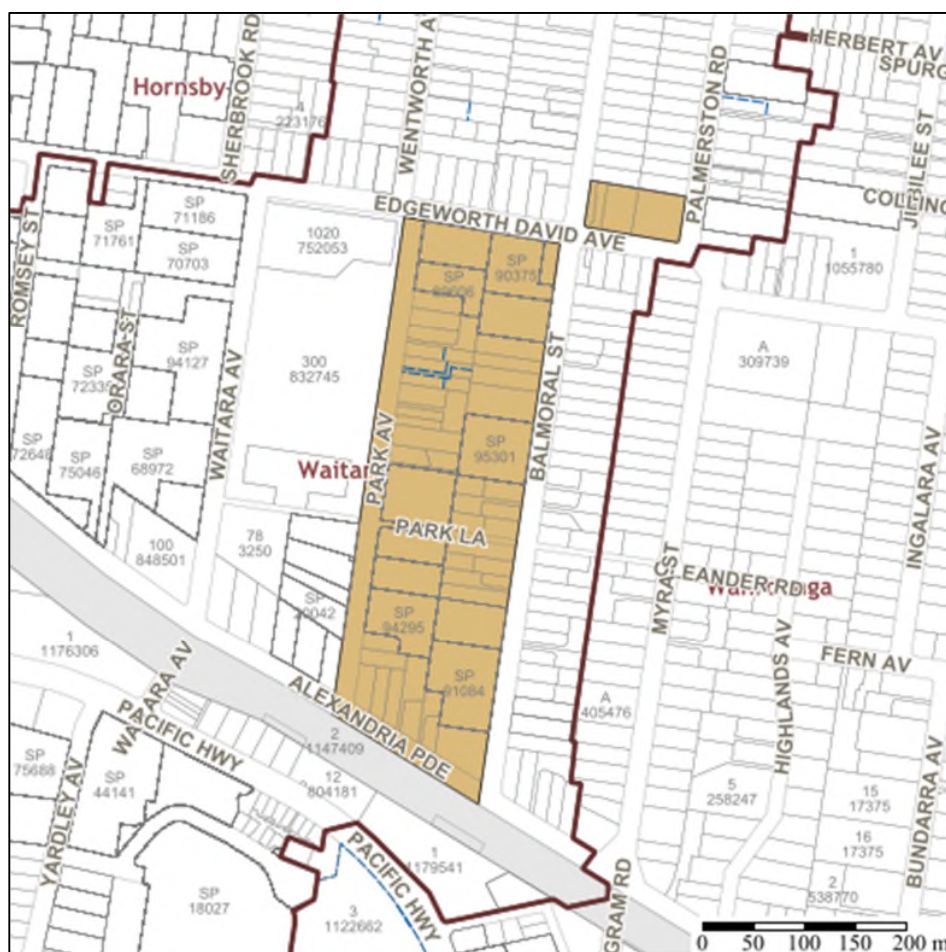 HERBERT AV
SPURG
Hornsby
SHERBROOK RD
WENTWORTH A
PALMERSTON RD
JUBILEE ST
COLLING
4
223176
SP
71186
SP
71761
SP
70703
ROMSEY ST
ORARA ST
SP
94127
SP
72339
SP
72648
SP
75046
SP
68972
100
848501
WAITARA AV
1020
752053
300
832745
EDGEWORTH DAVID AVE
SP
90375
SP
BALMORAL ST
SP
95301
PARK AV
PARK LA
78
3250
SP
SP
94295
SP
91084
1
1055780
A
309739
INGALARA AV
MYRA ST
LEANDER RD
HIGHLANDS AV
FERN AV
BUNDARRA AV
A
405476
5
258247
15
17375
16
17375
2
538770
1
1176306
ALEXANDRIA PDE
PACIFIC HWY
2
1147409
12
804181
SP
75688
SP
44141
YARDLEY AV
SP
18027
PACIFIC HWY
1
1179541
3
1122662
GRAM RD
0 50 100 150 200 m